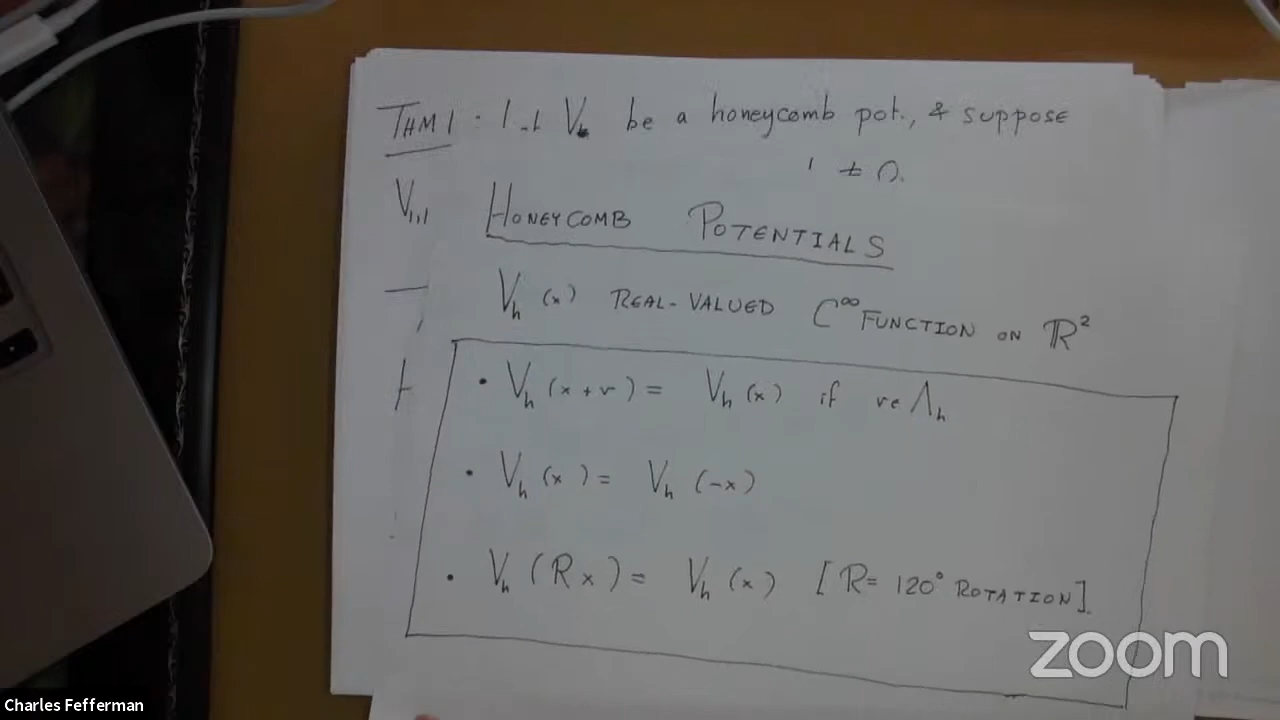 THM 1: V be a honeycomb pot., & suppose
≠ 0.
HONEYCOMB POTENTIALS
V_h (x) REAL-VALUED C^∞ FUNCTION ON ℝ²
• V_h (x + v) = V_h (x) if v ∈ Λ_h
• V_h (x) = V_h (-x)
• V_h (Rx) = V_h (x) [R = 120° ROTATION].
zoom
Charles Fefferman